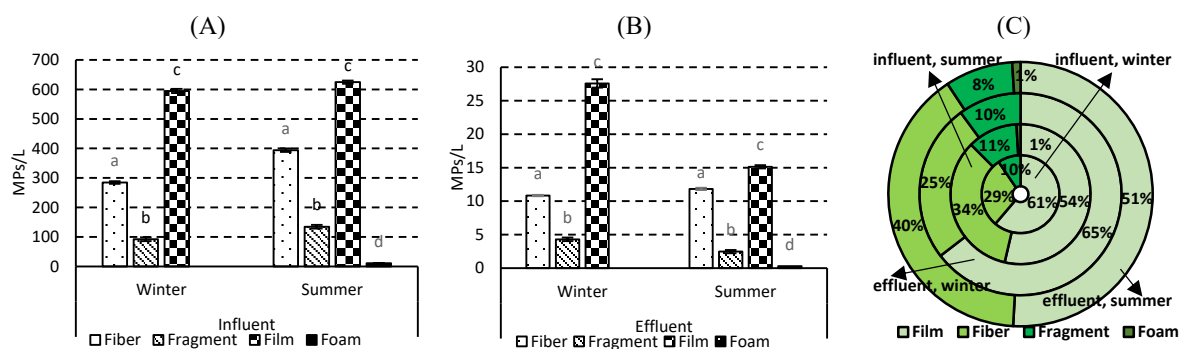 (A)
MPs/L
700
600
500
400
300
200
100
0
a
b
c
a
b
c
d
Winter
Summer
Influent
Fiber
Fragment
Film
Foam
(B)
MPs/L
30
25
20
15
10
5
0
a
b
c
a
b
c
d
Winter
Summer
Effluent
Fiber
Fragment
Film
Foam
(C)
influent, summer
influent, winter
8%
1%
10%
11%
1%
10%
25%
34%
29%
61%
54%
51%
40%
65%
effluent, winter
effluent, summer
Film
Fiber
Fragment
Foam